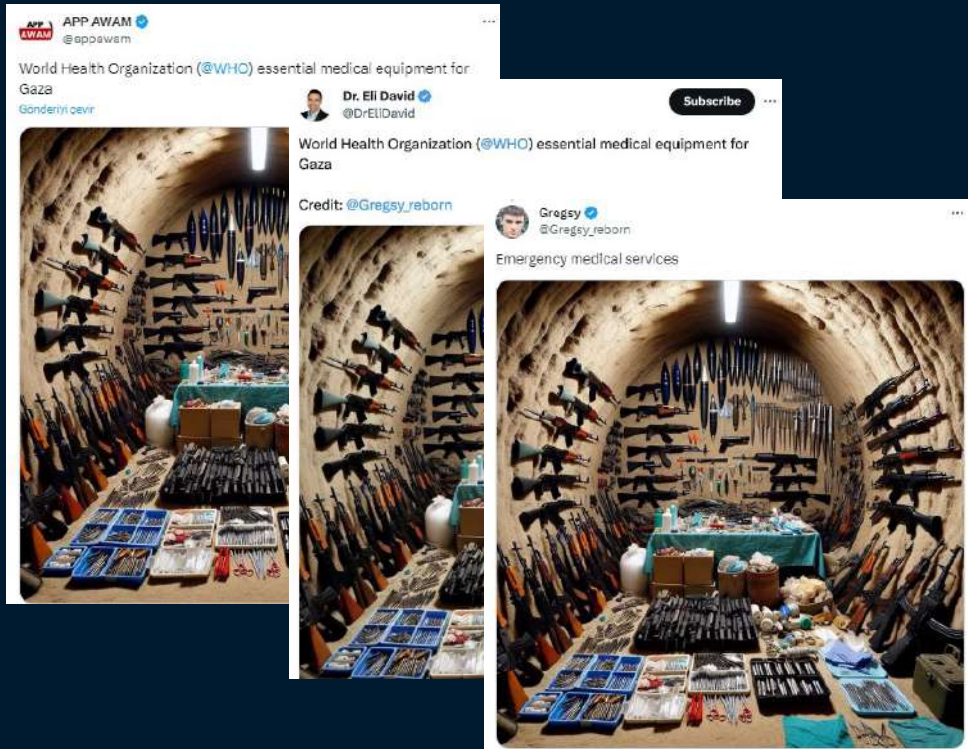 APP AWAM
@appawam
World Health Organization (@WHO) essential medical equipment for
Gaza
Gönderiyi çevir
Dr. Eli David
@DrEliDavid
Subscribe
World Health Organization (@WHO) essential medical equipment for
Gaza
Credit: @Gregsy_reborn
Gregsy
@Gregsy_reborn
Emergency medical services